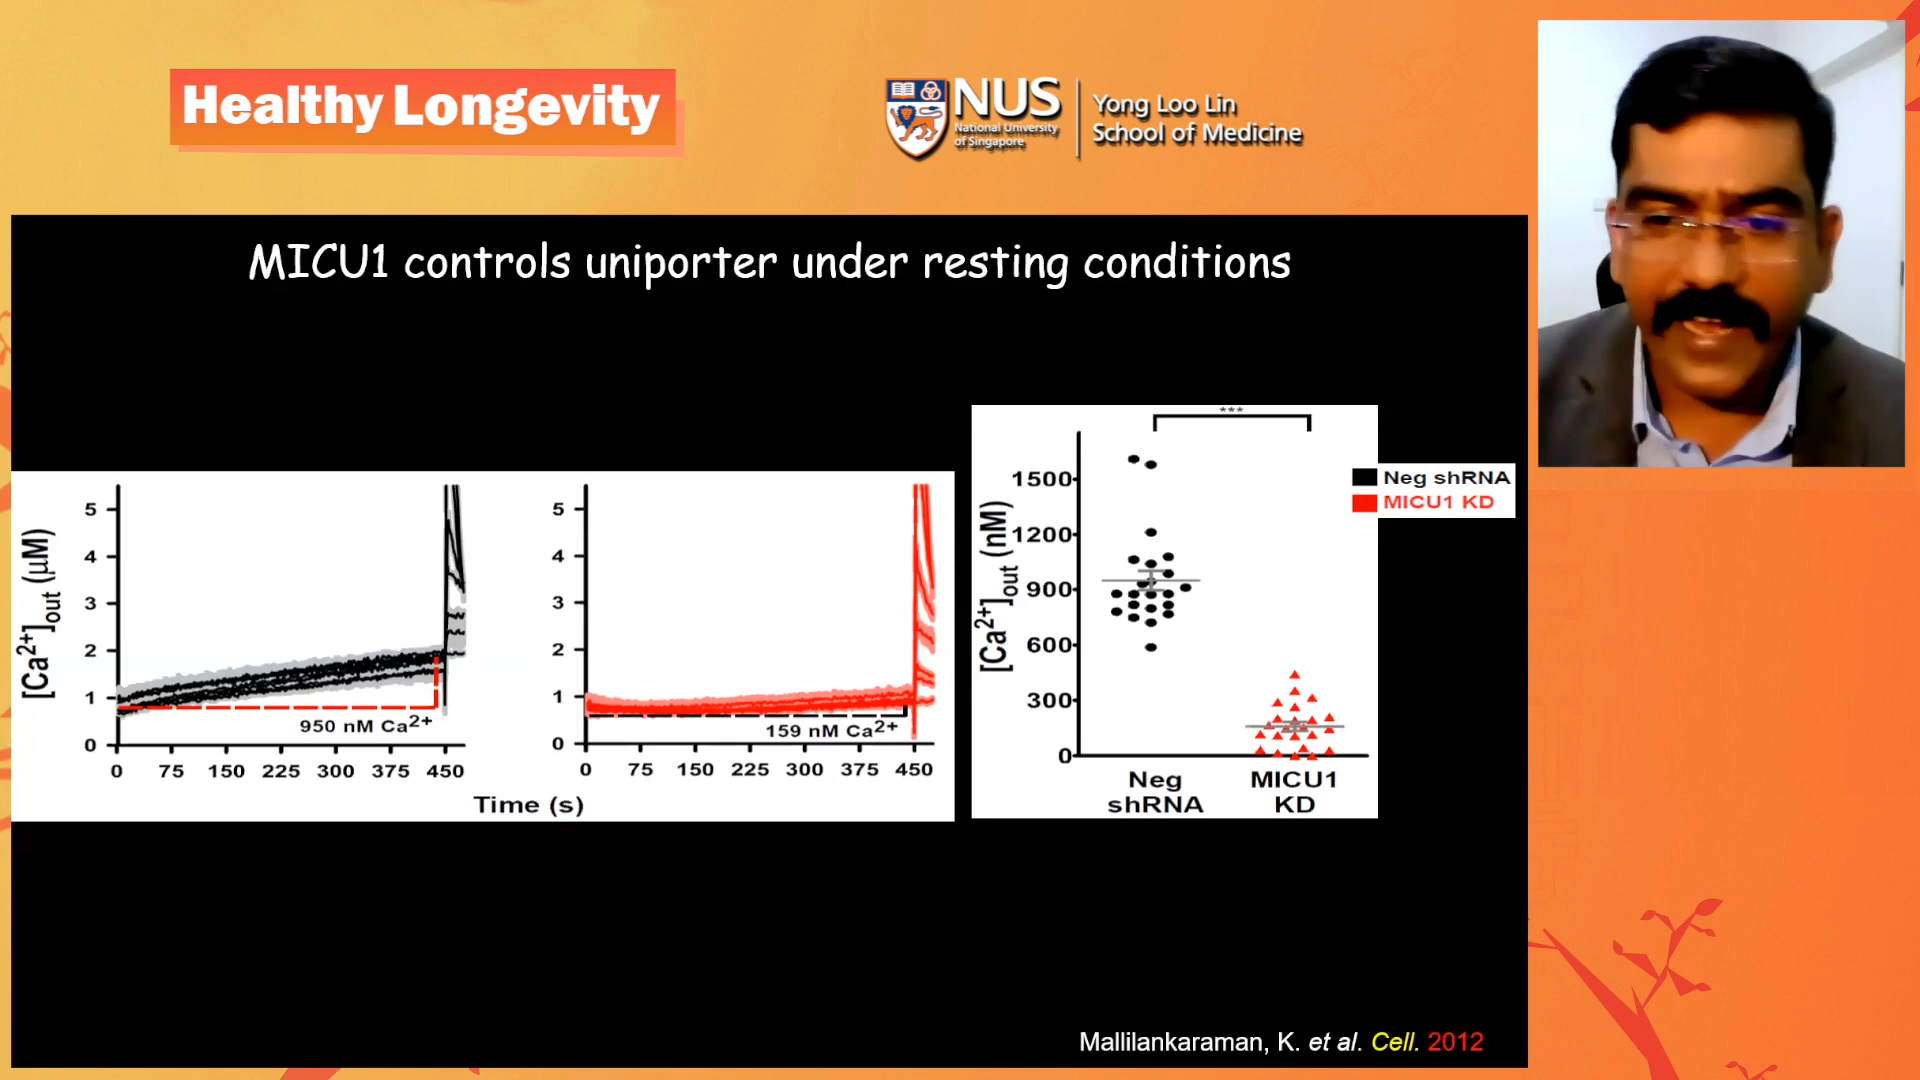 Healthy Longevity
NUS
National University
of Singapore
Yong Loo Lin
School of Medicine
MICU1 controls uniporter under resting conditions
[Ca²⁺]out (µM)
5
4
3
2
1
0
950 nM Ca²⁺
0 75 150 225 300 375 450
5
4
3
2
1
0
159 nM Ca²⁺
0 75 150 225 300 375 450
Time (s)
***
[Ca²⁺]out (nM)
1500
1200
900
600
300
0
Neg
shRNA
MICU1
KD
Neg shRNA
MICU1 KD
Mallilankaraman, K. et al. Cell. 2012